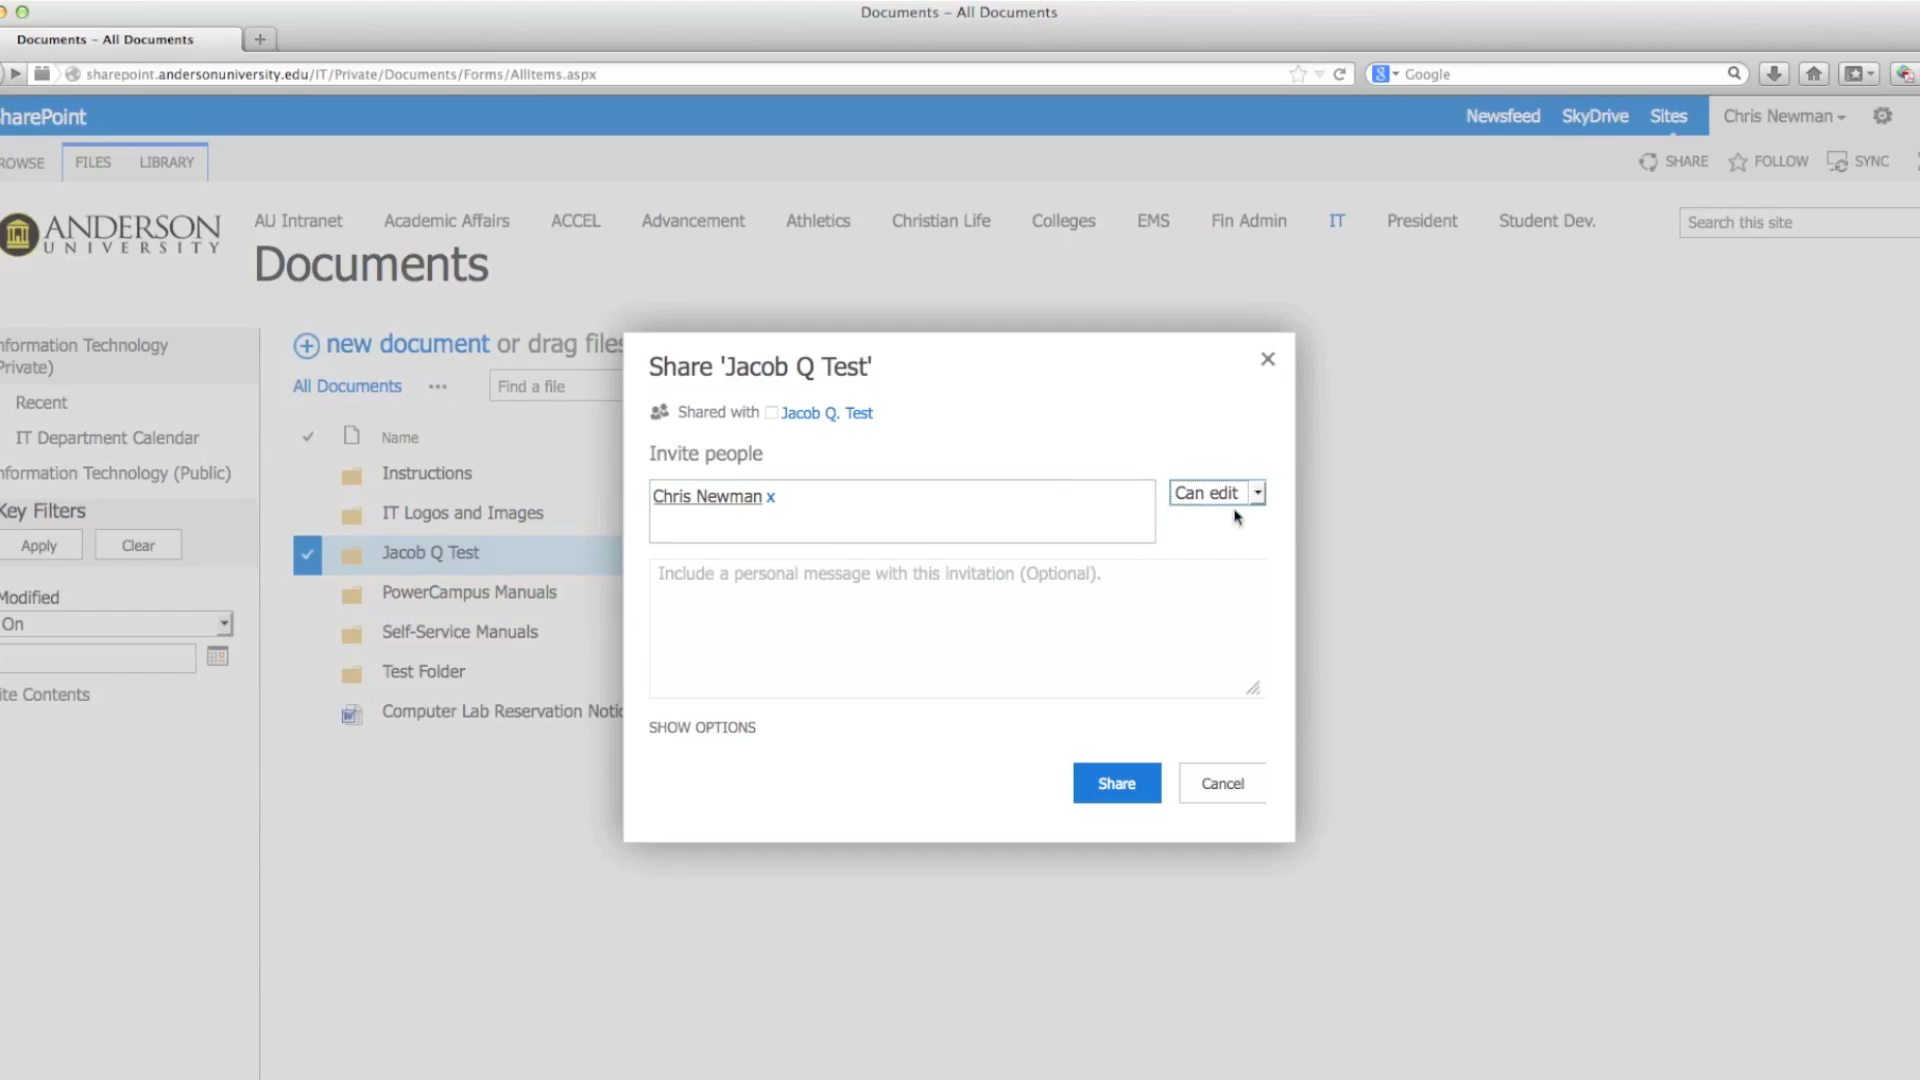 Documents – All Documents
Documents – All Documents
sharepoint.andersonuniversity.edu/IT/Private/Documents/Forms/AllItems.aspx
Google
harePoint
Newsfeed SkyDrive Sites Chris Newman
ROWSE FILES LIBRARY
SHARE FOLLOW SYNC
ANDERSON
UNIVERSITY
AU Intranet Academic Affairs ACCEL Advancement Athletics Christian Life Colleges EMS Fin Admin IT President Student Dev.
Search this site
Documents
nformation Technology
Private)
Recent
IT Department Calendar
nformation Technology (Public)
Key Filters
Apply Clear
Modified
On
ite Contents
new document or drag files
All Documents ••• Find a file
Name
Instructions
IT Logos and Images
Jacob Q Test
PowerCampus Manuals
Self-Service Manuals
Test Folder
Computer Lab Reservation Notic
Share 'Jacob Q Test'
Shared with Jacob Q. Test
Invite people
Chris Newman x
Can edit
Include a personal message with this invitation (Optional).
SHOW OPTIONS
Share Cancel